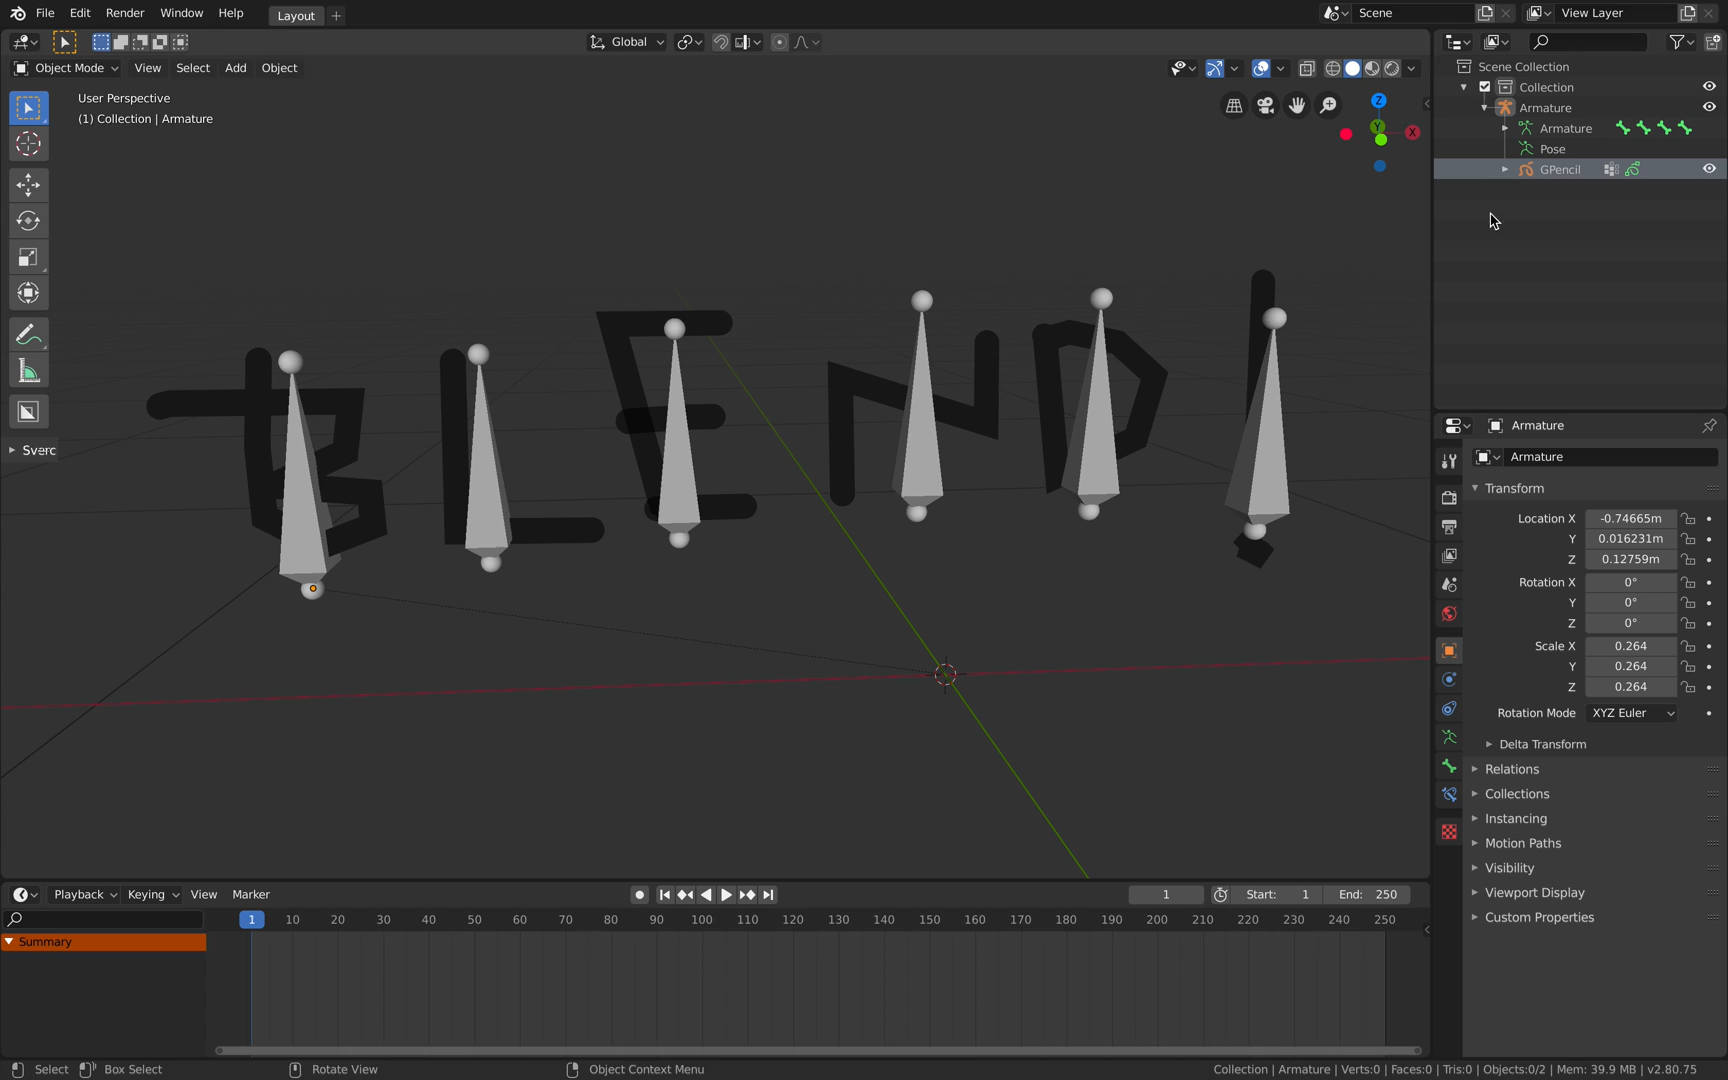 File Edit Render Window Help
Layout
Scene
View Layer
Global
Object Mode View Select Add Object
User Perspective
(1) Collection | Armature
Z
Y
X
Scene Collection
Collection
Armature
Armature
Pose
GPencil
BLEND!
Sverc
Armature
Armature
Transform
Location X -0.74665m
Y 0.016231m
Z 0.12759m
Rotation X 0°
Y 0°
Z 0°
Scale X 0.264
Y 0.264
Z 0.264
Rotation Mode XYZ Euler
Delta Transform
Relations
Collections
Instancing
Motion Paths
Visibility
Viewport Display
Custom Properties
Playback Keying View Marker
1 Start: 1 End: 250
1 10 20 30 40 50 60 70 80 90 100 110 120 130 140 150 160 170 180 190 200 210 220 230 240 250
Summary
Select Box Select Rotate View Object Context Menu
Collection | Armature | Verts:0 | Faces:0 | Tris:0 | Objects:0/2 | Mem: 39.9 MB | v2.80.75